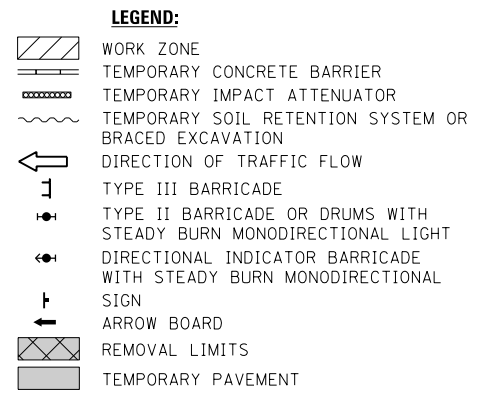 LEGEND:
WORK ZONE
TEMPORARY CONCRETE BARRIER
TEMPORARY IMPACT ATTENUATOR
TEMPORARY SOIL RETENTION SYSTEM OR
BRACED EXCAVATION
DIRECTION OF TRAFFIC FLOW
TYPE III BARRICADE
TYPE II BARRICADE OR DRUMS WITH
STEADY BURN MONODIRECTIONAL LIGHT
DIRECTIONAL INDICATOR BARRICADE
WITH STEADY BURN MONODIRECTIONAL
SIGN
ARROW BOARD
REMOVAL LIMITS
TEMPORARY PAVEMENT